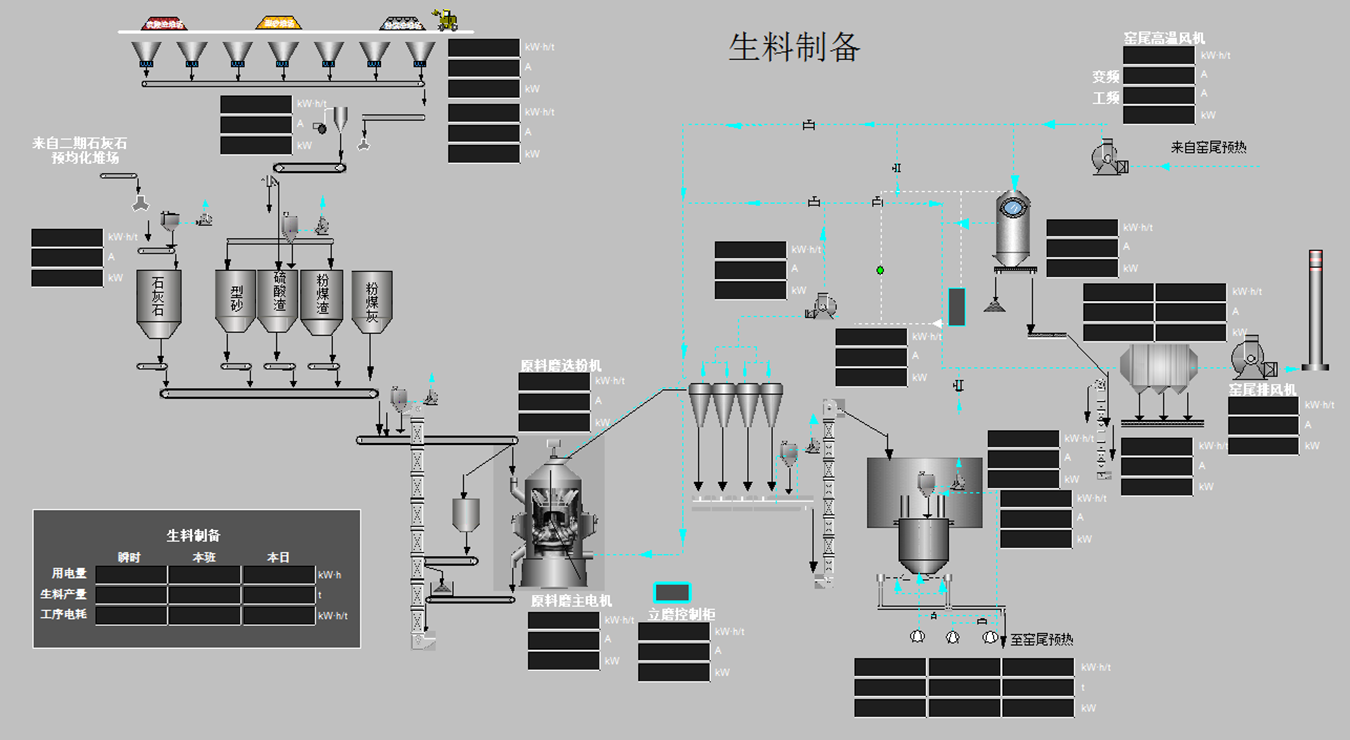 生料制备
窑尾高温风机
kW·h/t
变频
A
工频
kW
来自窑尾预热
kW·h/t
A
kW
kW·h/t
A
kW
kW·h/t
A
kW
来自二期石灰石
预均化堆场
kW·h/t
A
kW
石灰石
型砂
硫酸渣
粉煤渣
粉煤灰
kW·h/t
A
kW
kW·h/t
A
kW
kW·h/t
A
kW
kW·h/t
A
kW
窑尾排风机
kW·h/t
A
kW
原料磨选粉机
kW·h/t
A
kW
kW·h/t
A
kW
kW·h/t
A
kW
kW·h/t
A
kW
生料制备
瞬时 本班 本日
用电量 kW·h
生料产量 t
工序电耗 kW·h/t
原料磨主电机
kW·h/t
A
kW
立磨控制柜
kW·h/t
A
kW
至窑尾预热
kW·h/t
t
kW